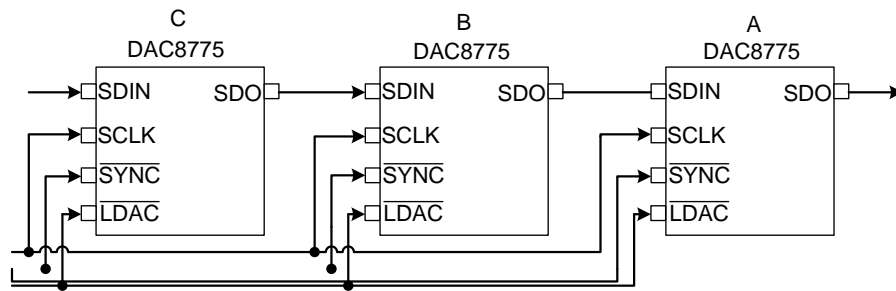 C
DAC8775
SDIN
SDO
SCLK
SYNC
LDAC
B
DAC8775
SDIN
SDO
SCLK
SYNC
LDAC
A
DAC8775
SDIN
SDO
SCLK
SYNC
LDAC